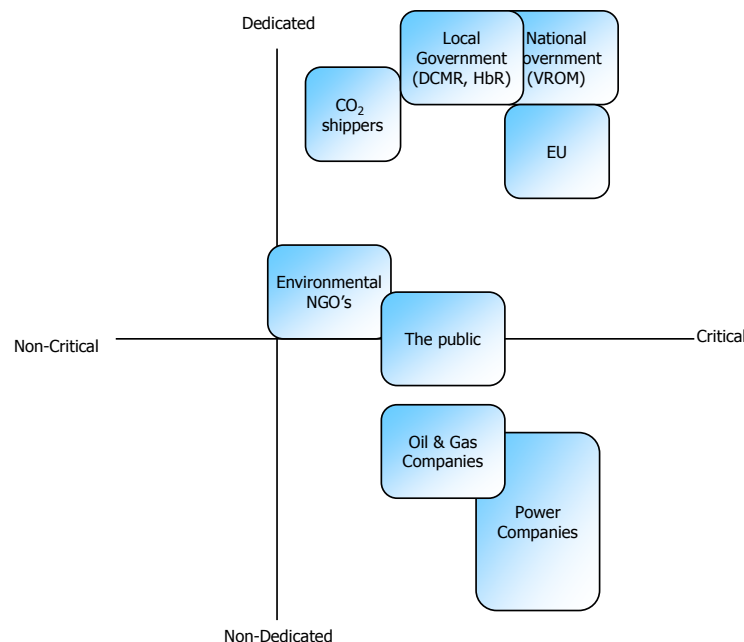 Dedicated
Local
Government
(DCMR, HbR)
National
overnment
(VROM)
CO₂
shippers
EU
Environmental
NGO's
The public
Non-Critical
Critical
Oil & Gas
Companies
Power
Companies
Non-Dedicated